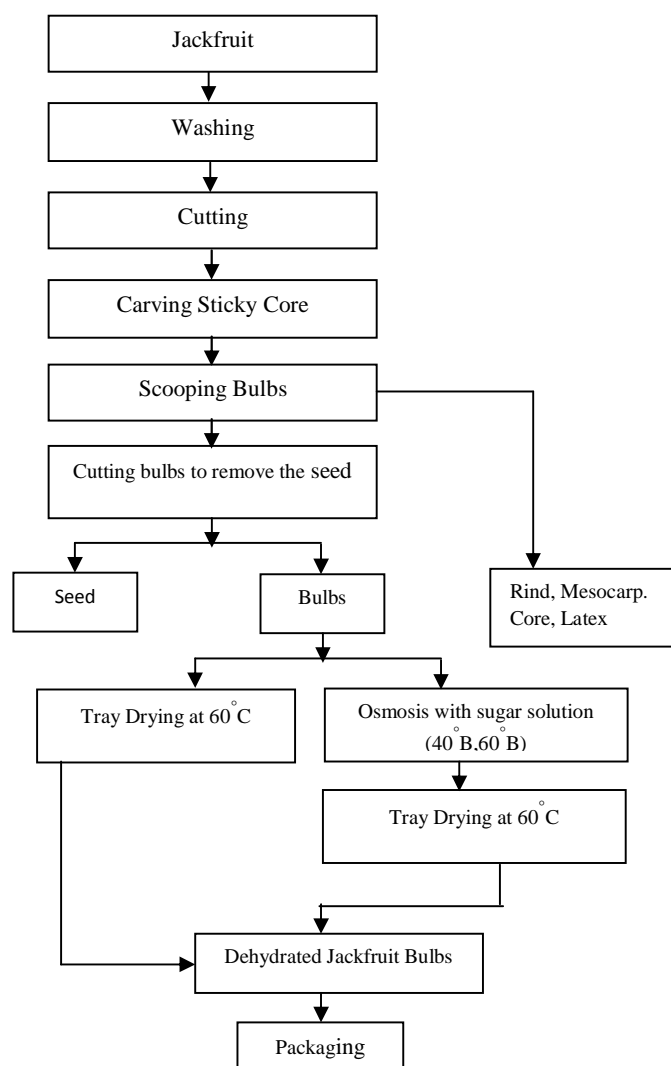 Jackfruit
Washing
Cutting
Carving Sticky Core
Scooping Bulbs
Cutting bulbs to remove the seed
Seed
Bulbs
Rind, Mesocarp.
Core, Latex
Tray Drying at 60°C
Osmosis with sugar solution
(40°B,60°B)
Tray Drying at 60°C
Dehydrated Jackfruit Bulbs
Packaging